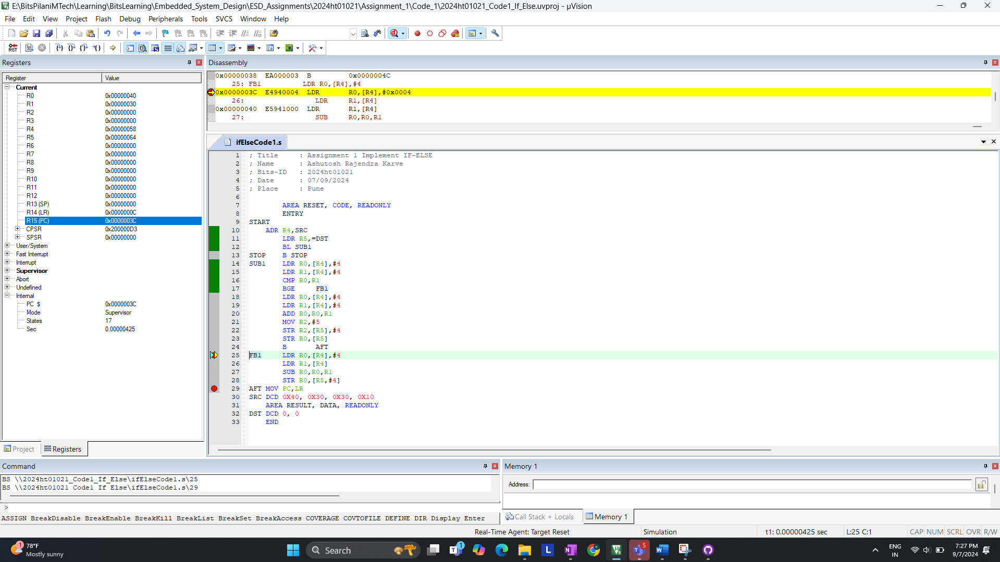 E:\BitsPilaniMTech\Learning\BitsLearning\Embedded_System_Design\ESD_Assignments\2024ht01021\Assignment_1\Code_1\2024ht01021_Code1_If_Else.uvproj - µVision
File Edit View Project Flash Debug Peripherals Tools SVCS Window Help
Registers
Register Value
Current
R0 0x00000040
R1 0x00000030
R2 0x00000000
R3 0x00000000
R4 0x00000058
R5 0x00000064
R6 0x00000000
R7 0x00000000
R8 0x00000000
R9 0x00000000
R10 0x00000000
R11 0x00000000
R12 0x00000000
R13 (SP) 0x00000000
R14 (LR) 0x0000000C
R15 (PC) 0x0000003C
CPSR 0x200000D3
SPSR 0x00000000
User/System
Fast Interrupt
Interrupt
Supervisor
Abort
Undefined
Internal
PC $ 0x0000003C
Mode Supervisor
States 17
Sec 0.00000425
Project Registers
Disassembly
0x00000038 EA000003 B 0x0000004C
25: FB1 LDR R0,[R4],#4
0x0000003C E4940004 LDR R0,[R4],#0x0004
26: LDR R1,[R4]
0x00000040 E5941000 LDR R1,[R4]
27: SUB R0,R0,R1
ifElseCode1.s
1 ; Title : Assignment 1 Implement IF-ELSE
2 ; Name : Ashutosh Rajendra Karve
3 ; Bits-ID : 2024ht01021
4 ; Date : 07/09/2024
5 ; Place : Pune
6
7 AREA RESET, CODE, READONLY
8 ENTRY
9 START
10 ADR R4,SRC
11 LDR R5,=DST
12 BL SUB1
13 STOP B STOP
14 SUB1 LDR R0,[R4],#4
15 LDR R1,[R4],#4
16 CMP R0,R1
17 BGE FB1
18 LDR R0,[R4],#4
19 LDR R1,[R4],#4
20 ADD R0,R0,R1
21 MOV R2,#5
22 STR R2,[R5],#4
23 STR R0,[R5]
24 B AFT
25 FB1 LDR R0,[R4],#4
26 LDR R1,[R4]
27 SUB R0,R0,R1
28 STR R0,[R5,#4]
29 AFT MOV PC,LR
30 SRC DCD 0X40, 0X30, 0X30, 0X10
31 AREA RESULT, DATA, READONLY
32 DST DCD 0, 0
33 END
Command
BS \\2024ht01021_Code1_If_Else\ifElseCode1.s\25
BS \\2024ht01021_Code1_If_Else\ifElseCode1.s\29
>
ASSIGN BreakDisable BreakEnable BreakKill BreakList BreakSet BreakAccess COVERAGE COVTOFILE DEFINE DIR Display Enter
Memory 1
Address:
Call Stack + Locals Memory 1
Real-Time Agent: Target Reset Simulation t1: 0.00000425 sec L:25 C:1 CAP NUM SCRL OVR R/W
1
78°F
Mostly sunny
Search
1
5
ENG
IN
7:27 PM
9/7/2024